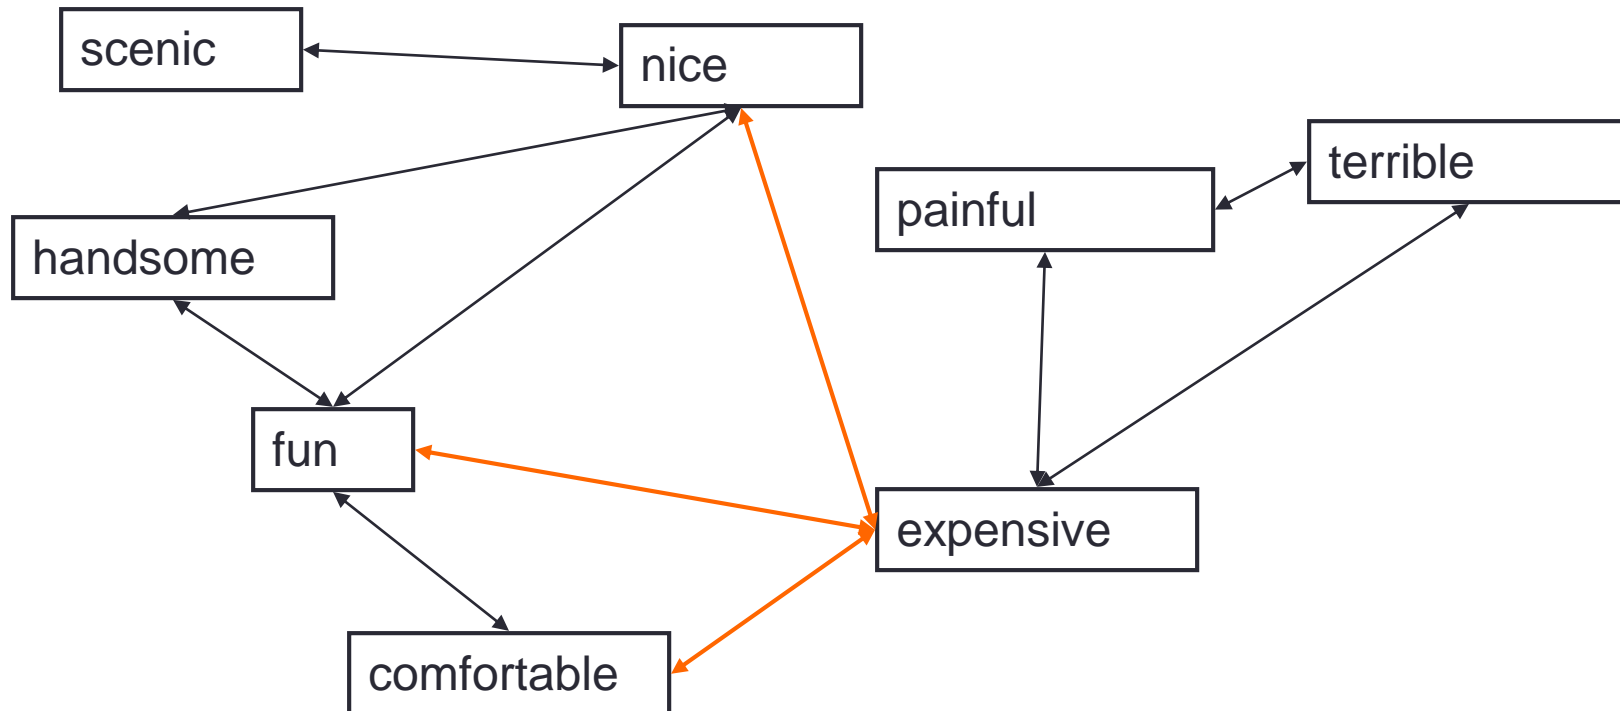 scenic
nice
terrible
painful
handsome
fun
expensive
comfortable